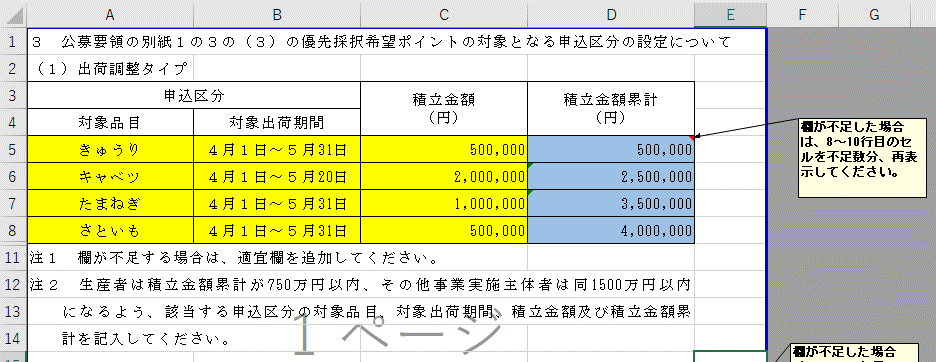 A B C D E F G
1 ３　公募要領の別紙１の３の（３）の優先採択希望ポイントの対象となる申込区分の設定について
2 （１）出荷調整タイプ
3 申込区分 積立金額（円） 積立金額累計（円）
4 対象品目 対象出荷期間
5 きゅうり ４月１日～５月31日 500,000 500,000
6 キャベツ ４月１日～５月20日 2,000,000 2,500,000
7 たまねぎ ４月１日～５月31日 1,000,000 3,500,000
8 さといも ４月１日～５月31日 500,000 4,000,000
11 注１　欄が不足する場合は、適宜欄を追加してください。
12 注２　生産者は積立金額累計が750万円以内、その他事業実施主体者は同1500万円以内
13 になるよう、該当する申込区分の対象品目、対象出荷期間、積立金額及び積立金額累
14 計を記入してください。
1 ページ
欄が不足した場合
は、8～10行目のセ
ルを不足数分、再表
示してください。
欄が不足した場合